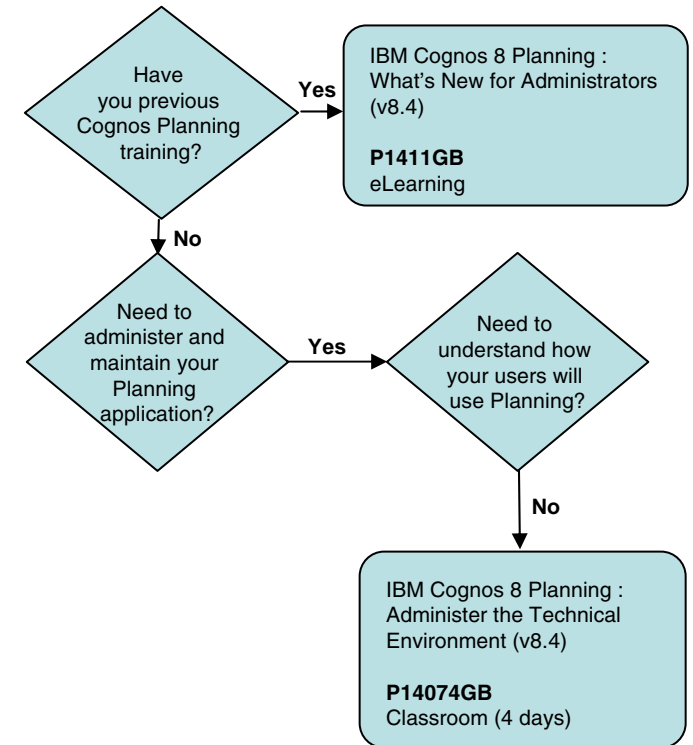 Have
you previous
Cognos Planning
training?
Yes
IBM Cognos 8 Planning :
What's New for Administrators
(v8.4)
P1411GB
eLearning
No
Need to
administer and
maintain your
Planning
application?
Yes
Need to
understand how
your users will
use Planning?
No
IBM Cognos 8 Planning :
Administer the Technical
Environment (v8.4)
P14074GB
Classroom (4 days)